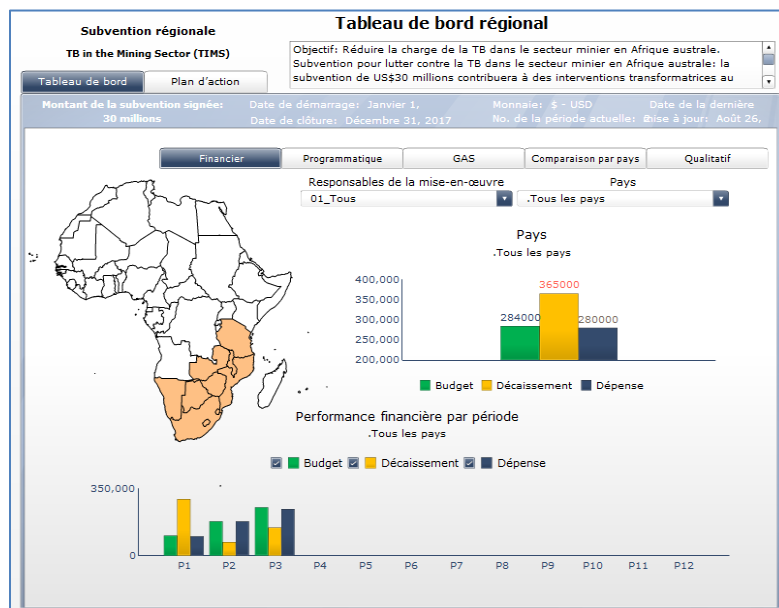 Subvention régionale
TB in the Mining Sector (TIMS)
Tableau de bord régional
Objectif: Réduire la charge de la TB dans le secteur minier en Afrique australe.
Subvention pour lutter contre la TB dans le secteur minier en Afrique australe: la
subvention de US$30 millions contribuera à des interventions transformatrices au
Tableau de bord
Plan d’action
Montant de la subvention signée:
30 millions
Date de démarrage: Janvier 1,
Date de clôture: Décembre 31, 2017
Monnaie: $ - USD
No. de la période actuelle:
Date de la dernière
mise à jour: Août 26,
Financier
Programmatique
GAS
Comparaison par pays
Qualitatif
Responsables de la mise-en-œuvre
01_Tous
Pays
.Tous les pays
Pays
.Tous les pays
400,000
350,000
300,000
250,000
200,000
284000
365000
280000
Budget Décaissement Dépense
Performance financière par période
.Tous les pays
Budget Décaissement Dépense
350,000
0
P1 P2 P3 P4 P5 P6 P7 P8 P9 P10 P11 P12